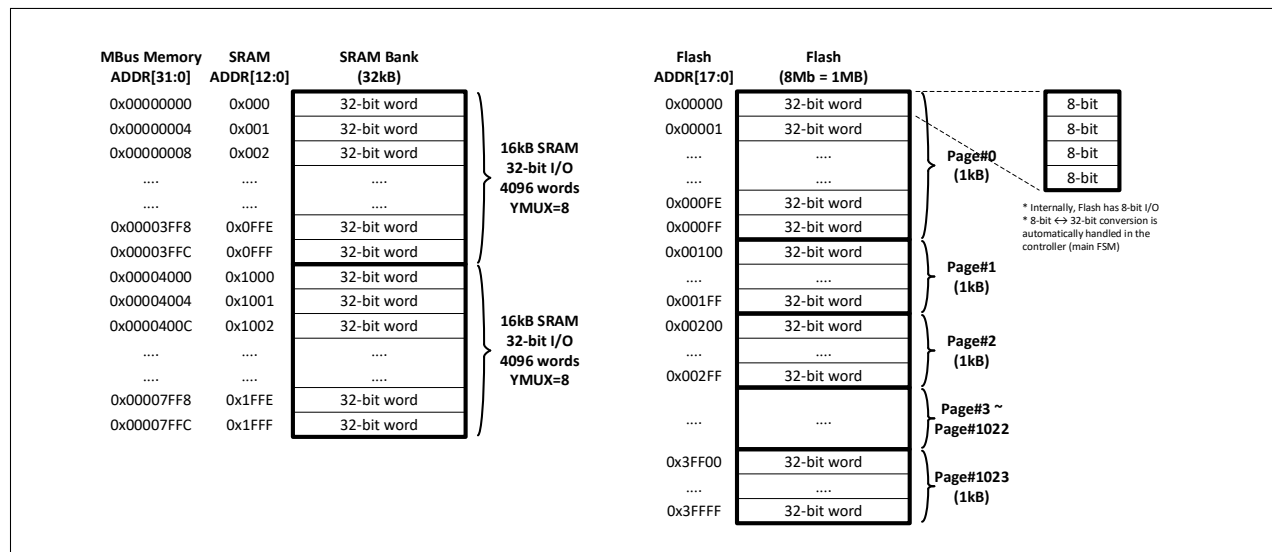 MBus Memory SRAM SRAM Bank
ADDR[31:0] ADDR[12:0] (32kB)
0x00000000 0x000 32-bit word
0x00000004 0x001 32-bit word
0x00000008 0x002 32-bit word
.... .... ....
.... .... ....
0x00003FF8 0x0FFE 32-bit word
0x00003FFC 0x0FFF 32-bit word
16kB SRAM
32-bit I/O
4096 words
YMUX=8
0x00004000 0x1000 32-bit word
0x00004004 0x1001 32-bit word
0x0000400C 0x1002 32-bit word
.... .... ....
.... .... ....
0x00007FF8 0x1FFE 32-bit word
0x00007FFC 0x1FFF 32-bit word
16kB SRAM
32-bit I/O
4096 words
YMUX=8
Flash Flash
ADDR[17:0] (8Mb = 1MB)
0x00000 32-bit word
0x00001 32-bit word
.... ....
.... ....
0x000FE 32-bit word
0x000FF 32-bit word
Page#0
(1kB)
0x00100 32-bit word
.... ....
0x001FF 32-bit word
Page#1
(1kB)
0x00200 32-bit word
.... ....
0x002FF 32-bit word
Page#2
(1kB)
.... ....
Page#3 ~
Page#1022
0x3FF00 32-bit word
.... ....
0x3FFFF 32-bit word
Page#1023
(1kB)
8-bit
8-bit
8-bit
8-bit
* Internally, Flash has 8-bit I/O
* 8-bit ↔ 32-bit conversion is
automatically handled in the
controller (main FSM)